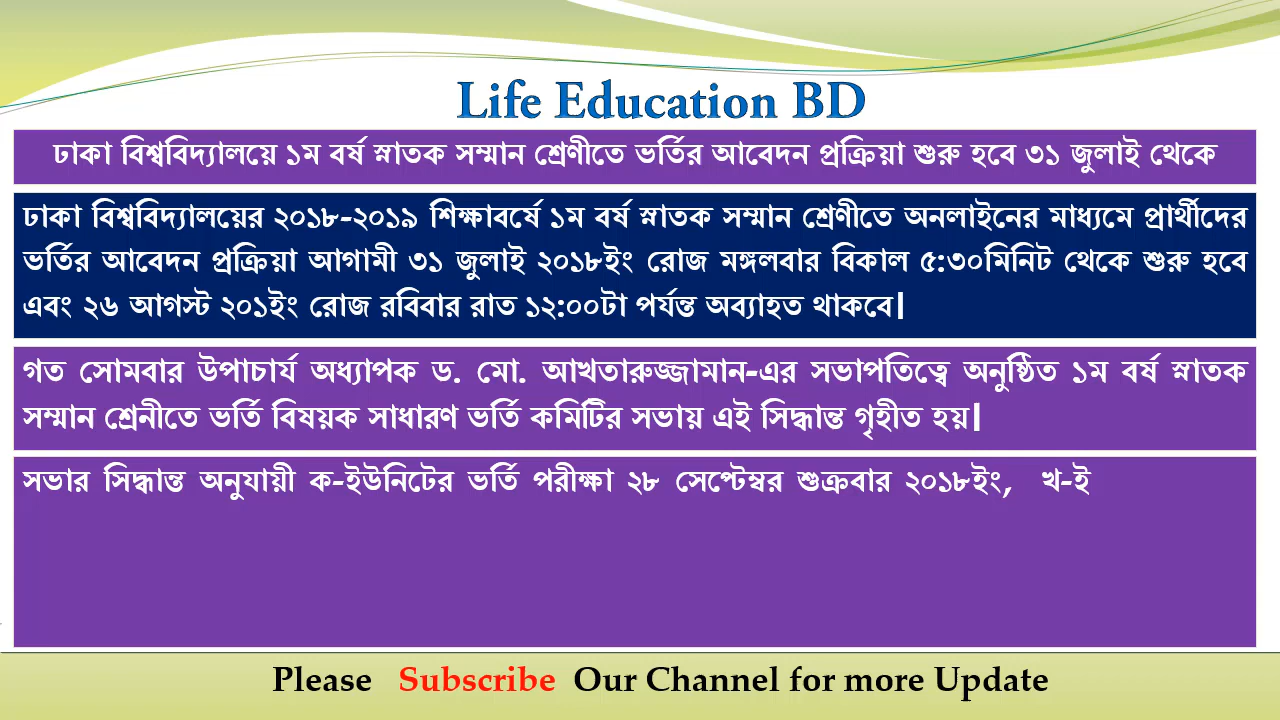 Life Education BD
ঢাকা বিশ্ববিদ্যালয়ে ১ম বর্ষ স্নাতক সম্মান শ্রেণীতে ভর্তির আবেদন প্রক্রিয়া শুরু হবে ৩১ জুলাই থেকে
ঢাকা বিশ্ববিদ্যালয়ের ২০১৮-২০১৯ শিক্ষাবর্ষে ১ম বর্ষ স্নাতক সম্মান শ্রেণীতে অনলাইনের মাধ্যমে প্রার্থীদের
ভর্তির আবেদন প্রক্রিয়া আগামী ৩১ জুলাই ২০১৮ইং রোজ মঙ্গলবার বিকাল ৫:৩০মিনিট থেকে শুরু হবে
এবং ২৬ আগস্ট ২০১ইং রোজ রবিবার রাত ১২:০০টা পর্যন্ত অব্যাহত থাকবে।
গত সোমবার উপাচার্য অধ্যাপক ড. মো. আখতারুজ্জামান-এর সভাপতিত্বে অনুষ্ঠিত ১ম বর্ষ স্নাতক
সম্মান শ্রেনীতে ভর্তি বিষয়ক সাধারণ ভর্তি কমিটির সভায় এই সিদ্ধান্ত গৃহীত হয়।
সভার সিদ্ধান্ত অনুযায়ী ক-ইউনিটের ভর্তি পরীক্ষা ২৮ সেপ্টেম্বর শুক্রবার ২০১৮ইং, খ-ই
Please Subscribe Our Channel for more Update